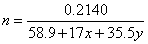 n = 0.2140 / (58.9 + 17x + 35.5y)